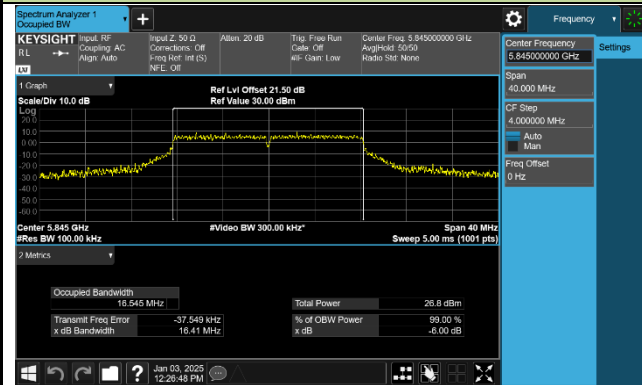 Spectrum Analyzer 1
Occupied BW
Frequency
KEYSIGHT
RL
LXI
Input: RF
Coupling: AC
Align: Auto
Input Z: 50 Ω
Corrections: Off
Freq Ref: Int (S)
NFE: Off
Atten: 20 dB
Trig: Free Run
Gate: Off
#IF Gain: Low
Center Freq: 5.845000000 GHz
Avg|Hold: 50/50
Radio Std: None
Center Frequency
5.845000000 GHz
Settings
Span
40.000 MHz
CF Step
4.000000 MHz
Auto
Man
Freq Offset
0 Hz
1 Graph
Scale/Div 10.0 dB
Ref Lvl Offset 21.50 dB
Ref Value 30.00 dBm
Log
20.0
10.0
0.00
-10.0
-20.0
-30.0
-40.0
-50.0
-60.0
Center 5.845 GHz
#Video BW 300.00 kHz*
Span 40 MHz
#Res BW 100.00 kHz
Sweep 5.00 ms (1001 pts)
2 Metrics
Occupied Bandwidth
16.545 MHz
Total Power 26.8 dBm
Transmit Freq Error -37.549 kHz
% of OBW Power 99.00 %
x dB Bandwidth 16.41 MHz
x dB -6.00 dB
?
Jan 03, 2025
12:26:48 PM